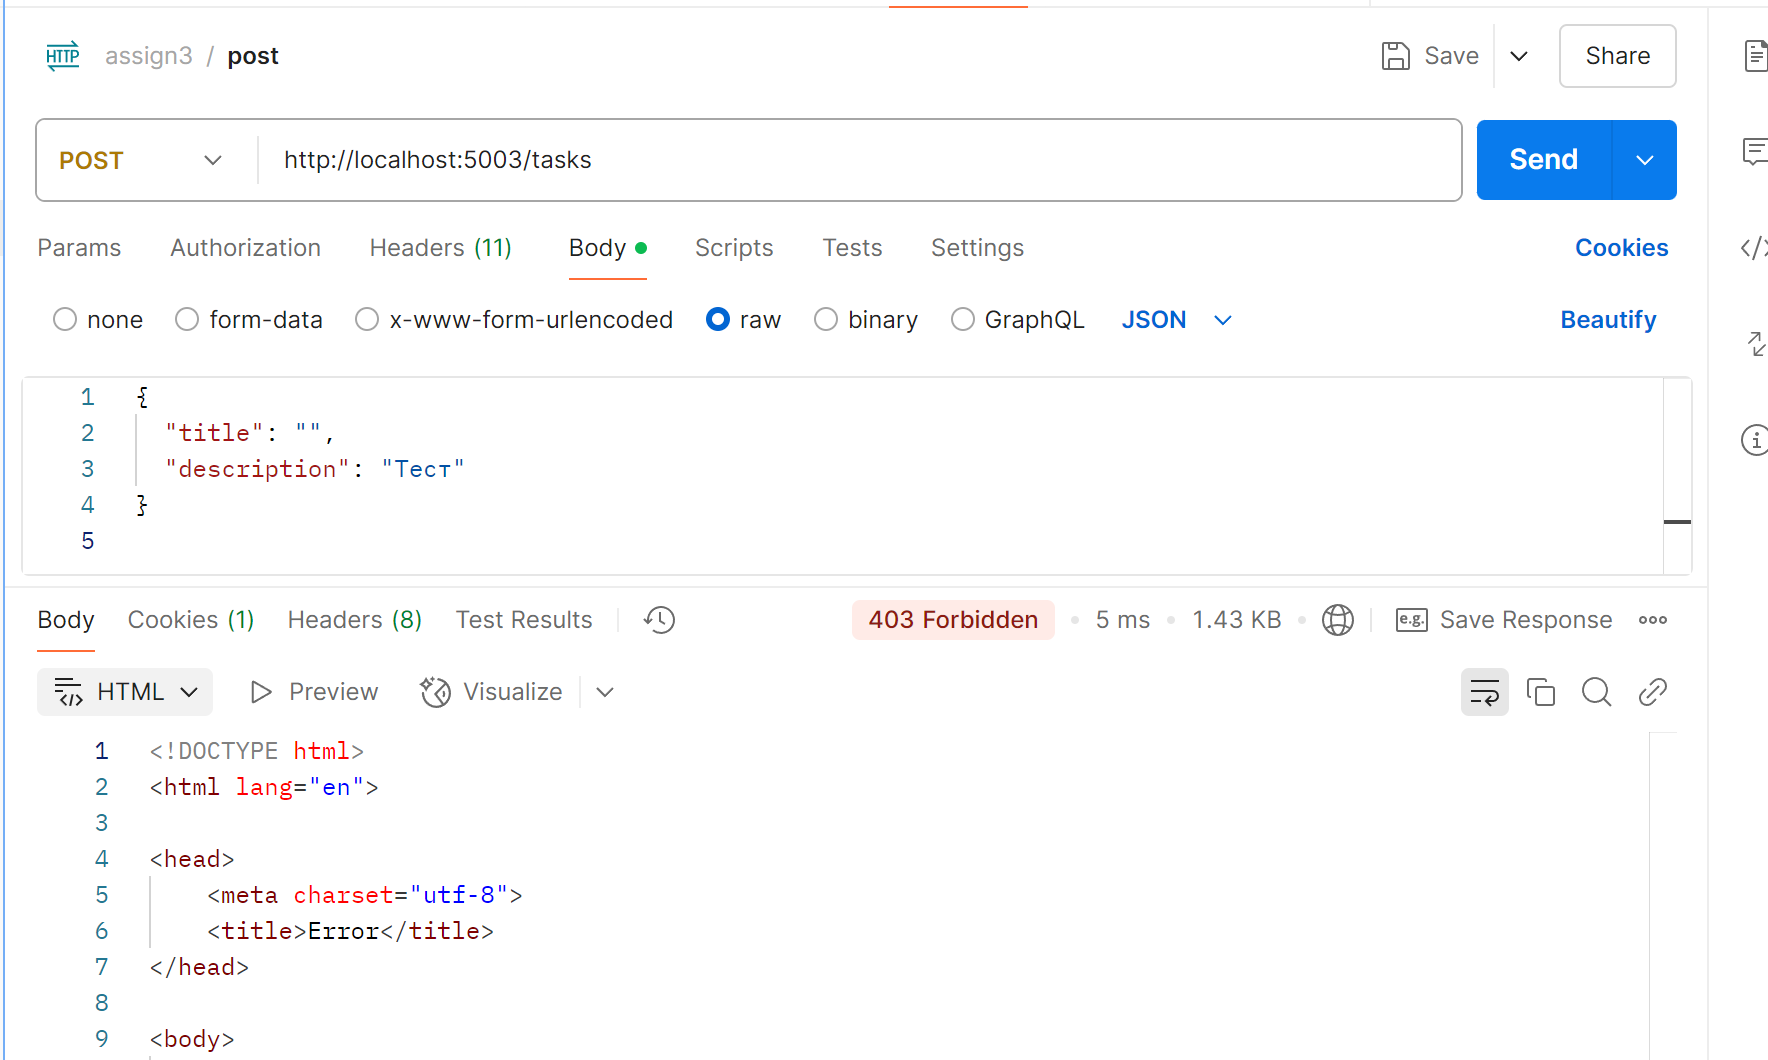 HTTP assign3 / post Save Share
POST http://localhost:5003/tasks Send
Params Authorization Headers (11) Body Scripts Tests Settings Cookies
none form-data x-www-form-urlencoded raw binary GraphQL JSON Beautify
1 {
2 "title": "",
3 "description": "Тест"
4 }
5
Body Cookies (1) Headers (8) Test Results 403 Forbidden • 5 ms • 1.43 KB • e.g. Save Response
HTML Preview Visualize
1 <!DOCTYPE html>
2 <html lang="en">
3
4 <head>
5 <meta charset="utf-8">
6 <title>Error</title>
7 </head>
8
9 <body>